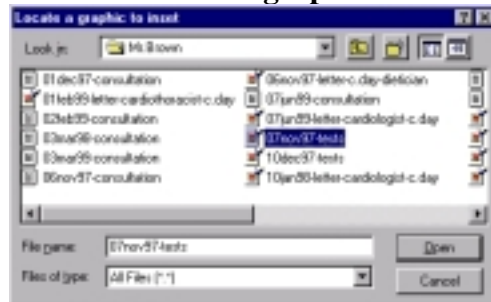 Locate a graphic to insert
Look in: Mr. Brown
01dec97-consultation
01feb99-letter-cardiothoracist-c.day
02feb99-consultation
03mar98-consultation
03mar99-consultation
06nov97-consultation
06nov97-letter-c.day-dietician
07jun99-consultation
07jun99-letter-cardiologist-c.day
07nov97-tests
10dec97-tests
10jan98-letter-cardiologist-c.day
File name: 07nov97-tests Open
Files of type: All Files (*.*) Cancel